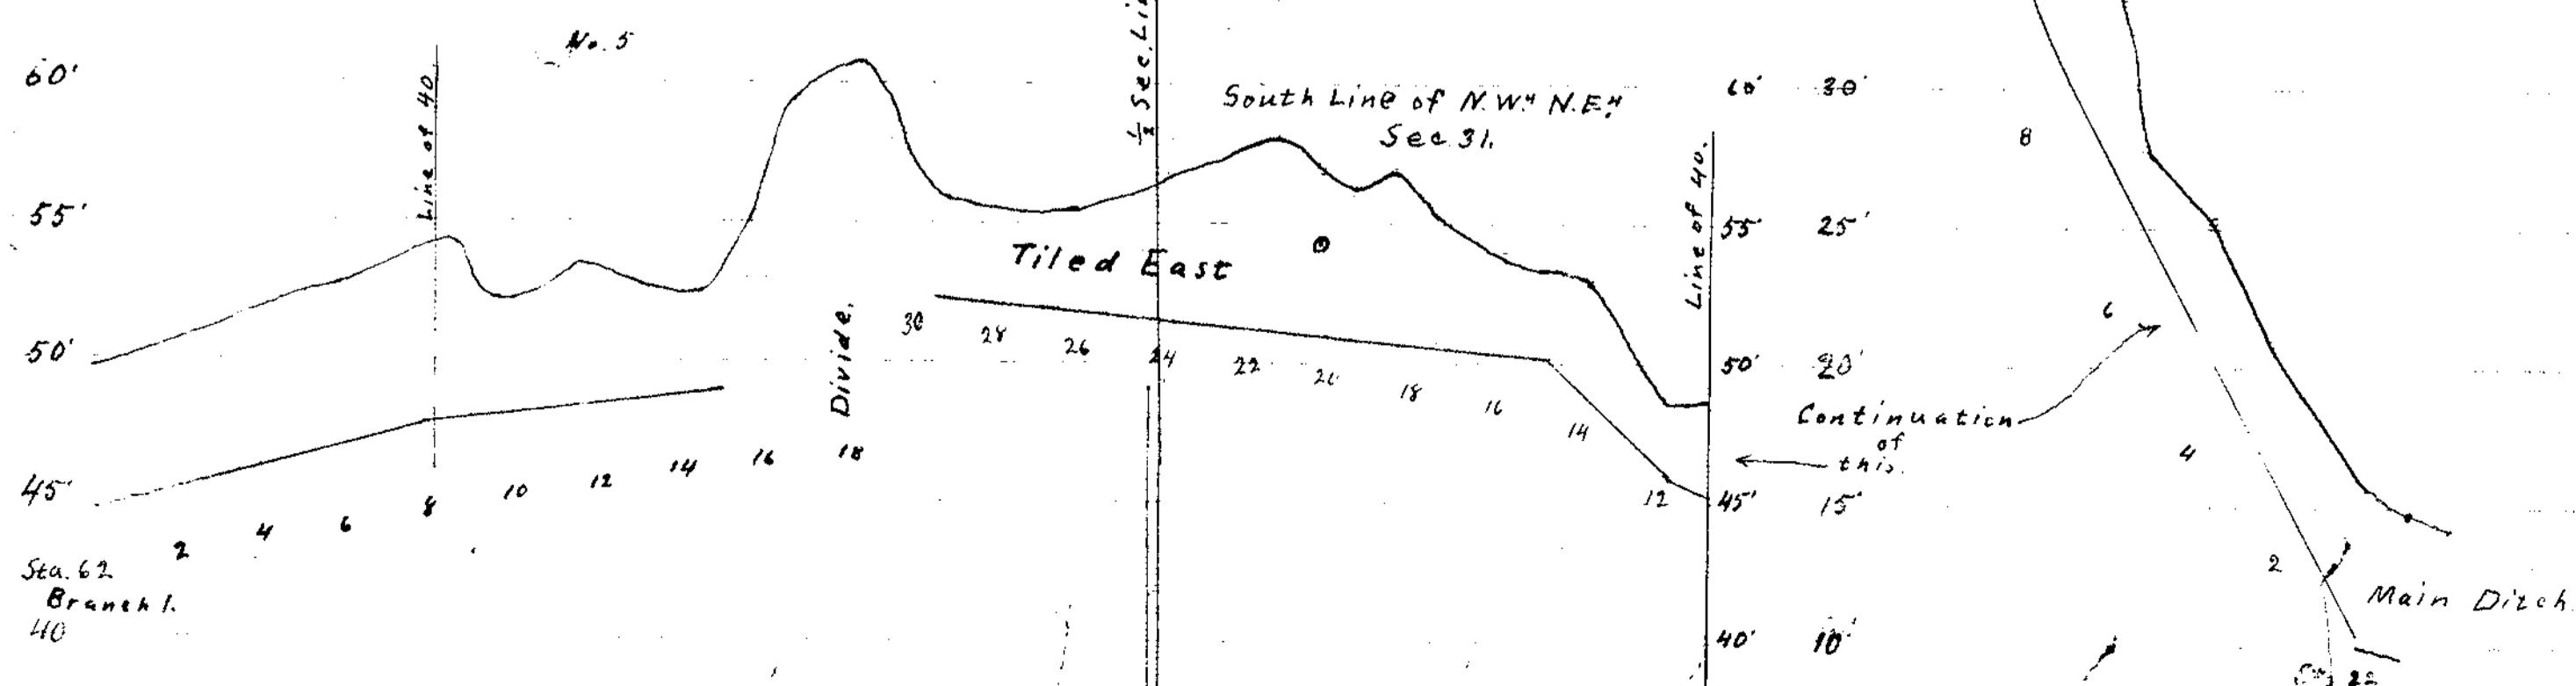 No. 5
60'
55'
50'
45'
40
Line of 40.
½ Sec. Li
South Line of N.W.4 N.E.4
Sec. 31.
Tiled East
Divide.
Line of 40.
2 4 6 8 10 12 14 16 18
30 28 26 24 22 20 18 16 14 12
Sta. 62
Branch 1.
60' 30'
55' 25'
50' 20'
45' 15'
40' 10'
Continuation
of
this.
8
6
4
2
Main Ditch